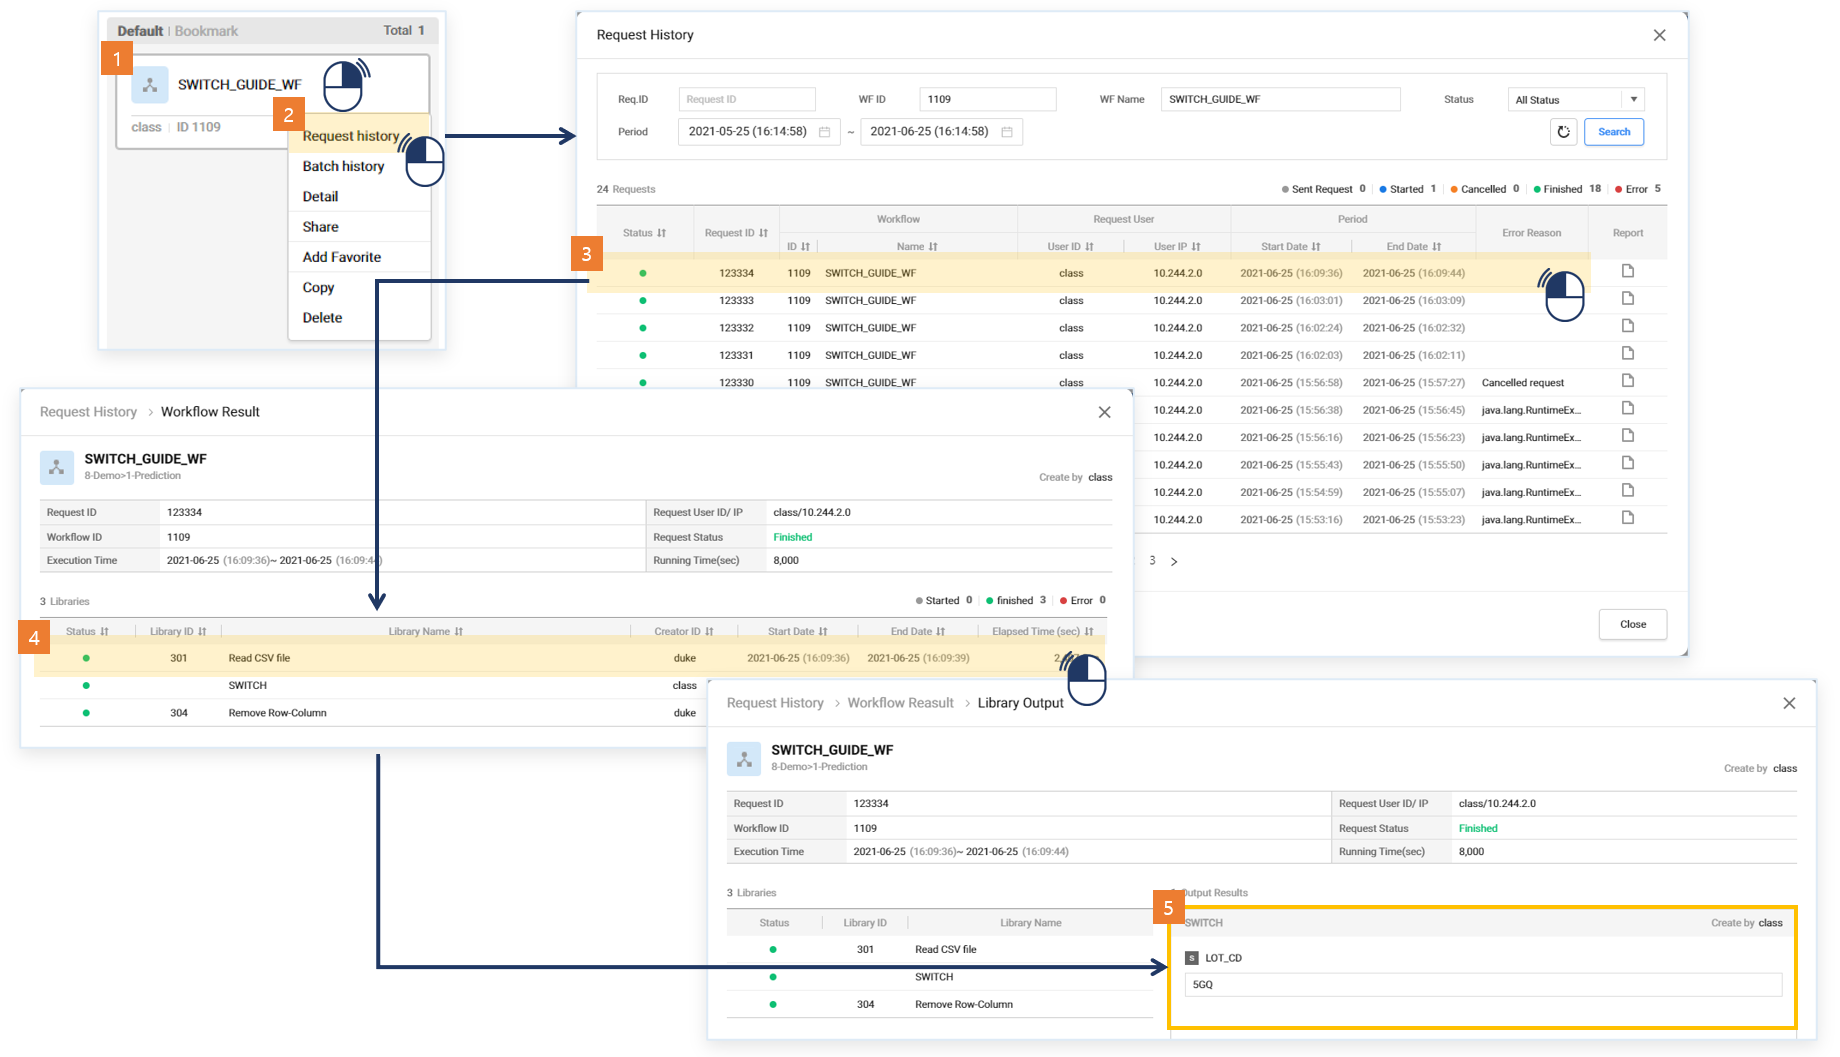 Default | Bookmark Total 1
1
SWITCH_GUIDE_WF
2
class | ID 1109
Request history
Batch history
Detail
Share
Add Favorite
Copy
Delete
Request History
Req.ID Request ID WF ID 1109 WF Name SWITCH_GUIDE_WF Status All Status
Period 2021-05-25 (16:14:58) ~ 2021-06-25 (16:14:58) Search
24 Requests Sent Request 0 Started 1 Cancelled 0 Finished 18 Error 5
Workflow Request User Period
Status Request ID Error Reason Report
ID Name User ID User IP Start Date End Date
3
123334 1109 SWITCH_GUIDE_WF class 10.244.2.0 2021-06-25 (16:09:36) 2021-06-25 (16:09:44)
123333 1109 SWITCH_GUIDE_WF class 10.244.2.0 2021-06-25 (16:03:01) 2021-06-25 (16:03:09)
123332 1109 SWITCH_GUIDE_WF class 10.244.2.0 2021-06-25 (16:02:24) 2021-06-25 (16:02:32)
123331 1109 SWITCH_GUIDE_WF class 10.244.2.0 2021-06-25 (16:02:03) 2021-06-25 (16:02:11)
123330 1109 SWITCH_GUIDE_WF class 10.244.2.0 2021-06-25 (15:56:58) 2021-06-25 (15:57:27) Cancelled request
10.244.2.0 2021-06-25 (15:56:38) 2021-06-25 (15:56:45) java.lang.RuntimeEx...
10.244.2.0 2021-06-25 (15:56:16) 2021-06-25 (15:56:23) java.lang.RuntimeEx...
10.244.2.0 2021-06-25 (15:55:43) 2021-06-25 (15:55:50) java.lang.RuntimeEx...
10.244.2.0 2021-06-25 (15:54:59) 2021-06-25 (15:55:07) java.lang.RuntimeEx...
10.244.2.0 2021-06-25 (15:53:16) 2021-06-25 (15:53:23) java.lang.RuntimeEx...
3 >
Close
Request History > Workflow Result
SWITCH_GUIDE_WF
8-Demo>1-Prediction Create by class
Request ID 123334 Request User ID/ IP class/10.244.2.0
Workflow ID 1109 Request Status Finished
Execution Time 2021-06-25 (16:09:36)~ 2021-06-25 (16:09:44) Running Time(sec) 8,000
3 Libraries Started 0 finished 3 Error 0
4
Status Library ID Library Name Creator ID Start Date End Date Elapsed Time (sec)
301 Read CSV file duke 2021-06-25 (16:09:36) 2021-06-25 (16:09:39)
SWITCH class
304 Remove Row-Column duke
Request History > Workflow Reasult > Library Output
SWITCH_GUIDE_WF
8-Demo>1-Prediction Create by class
Request ID 123334 Request User ID/ IP class/10.244.2.0
Workflow ID 1109 Request Status Finished
Execution Time 2021-06-25 (16:09:36)~ 2021-06-25 (16:09:44) Running Time(sec) 8,000
3 Libraries Output Results
5
Status Library ID Library Name
301 Read CSV file
SWITCH
304 Remove Row-Column
SWITCH Create by class
S LOT_CD
5GQ